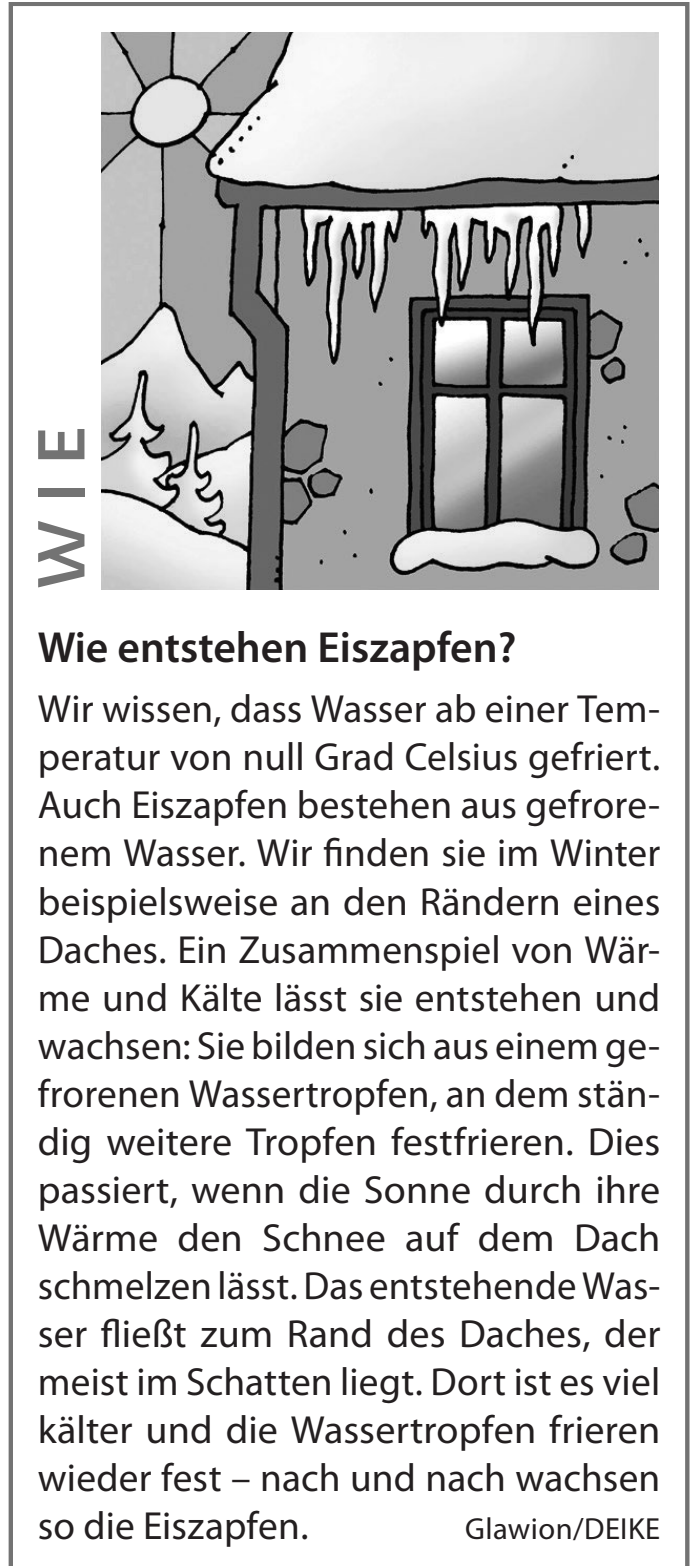 WIE
Wie entstehen Eiszapfen?
Wir wissen, dass Wasser ab einer Tem-
peratur von null Grad Celsius gefriert.
Auch Eiszapfen bestehen aus gefrore-
nem Wasser. Wir finden sie im Winter
beispielsweise an den Rändern eines
Daches. Ein Zusammenspiel von Wär-
me und Kälte lässt sie entstehen und
wachsen: Sie bilden sich aus einem ge-
frorenen Wassertropfen, an dem stän-
dig weitere Tropfen festfrieren. Dies
passiert, wenn die Sonne durch ihre
Wärme den Schnee auf dem Dach
schmelzen lässt. Das entstehende Was-
ser fließt zum Rand des Daches, der
meist im Schatten liegt. Dort ist es viel
kälter und die Wassertropfen frieren
wieder fest – nach und nach wachsen
so die Eiszapfen. Glawion/DEIKE